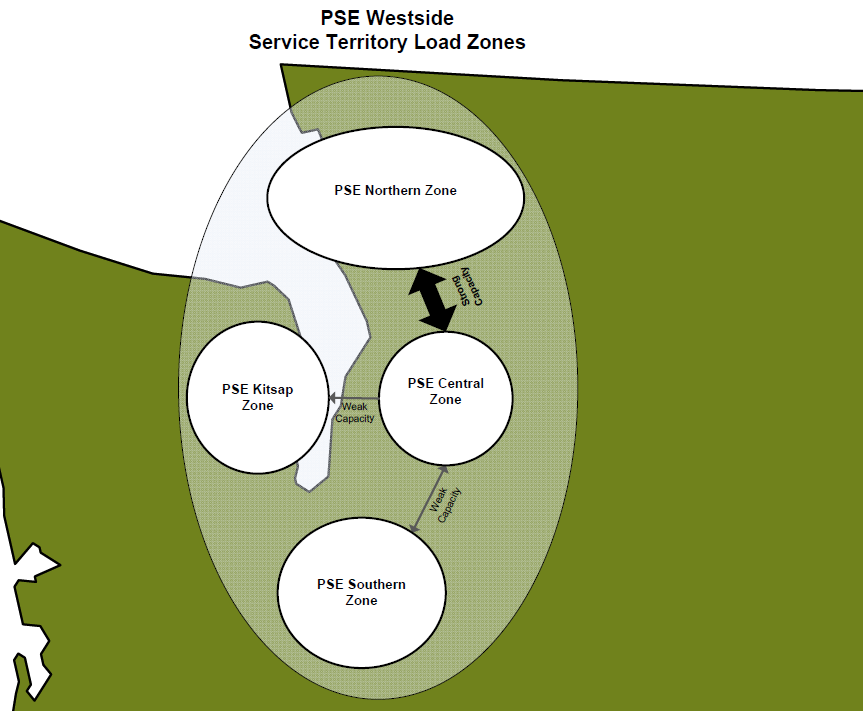 PSE Westside
Service Territory Load Zones
PSE Northern Zone
Strong
Capacity
PSE Kitsap
Zone
PSE Central
Zone
Weak
Capacity
Weak
Capacity
PSE Southern
Zone